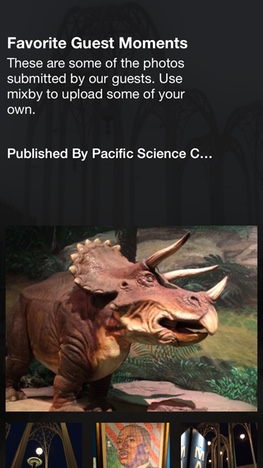 Favorite Guest Moments
These are some of the photos
submitted by our guests. Use
mixby to upload some of your
own.
Published By Pacific Science C...